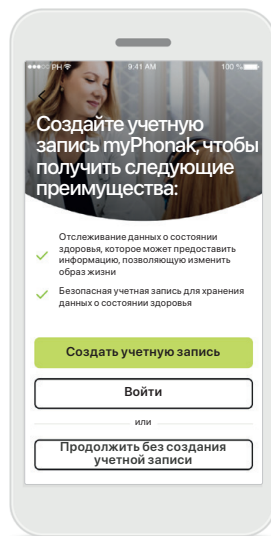 PH 9:41 AM 100 %
Создайте учетную
запись myPhonak, чтобы
получить следующие
преимущества:
Отслеживание данных о состоянии
здоровья, которое может предоставить
информацию, позволяющую изменить
образ жизни
Безопасная учетная запись для хранения
данных о состоянии здоровья
Создать учетную запись
Войти
или
Продолжить без создания
учетной записи